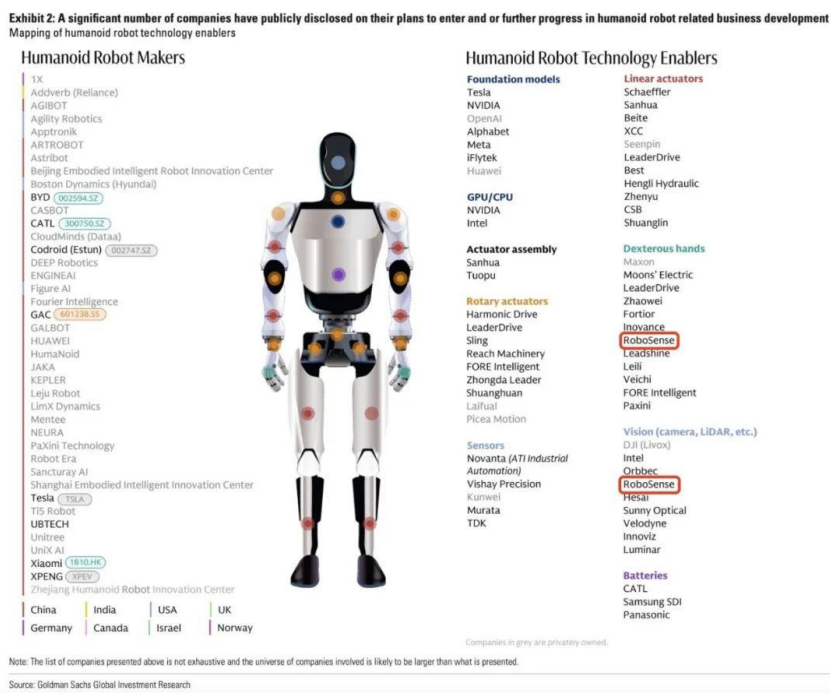 Exhibit 2: A significant number of companies have publicly disclosed on their plans to enter and or further progress in humanoid robot related business development
Mapping of humanoid robot technology enablers
Humanoid Robot Makers
1X
Addverb (Reliance)
AGIBOT
Agility Robotics
Apptronik
ARTROBOT
Astribot
Beijing Embodied Intelligent Robot Innovation Center
Boston Dynamics (Hyundai)
BYD 002594.SZ
CASBOT
CATL 300750.SZ
CloudMinds (Dataa)
Codroid (Estun) 002747.SZ
DEEP Robotics
ENGINEAI
Figure AI
Fourier Intelligence
GAC 601238.SS
GALBOT
HUAWEI
HumaNoid
JAKA
KEPLER
Leju Robot
LimX Dynamics
Mentee
NEURA
PaXini Technology
Robot Era
Sancturay AI
Shanghai Embodied Intelligent Innovation Center
Tesla TSLA
Ti5 Robot
UBTECH
Unitree
UniX AI
Xiaomi 1810.HK
XPENG XPEV
Zhejiang Humanoid Robot Innovation Center
China India USA UK
Germany Canada Israel Norway
Humanoid Robot Technology Enablers
Foundation models
Tesla
NVIDIA
OpenAI
Alphabet
Meta
iFlytek
Huawei
GPU/CPU
NVIDIA
Intel
Actuator assembly
Sanhua
Tuopu
Rotary actuators
Harmonic Drive
LeaderDrive
Sling
Reach Machinery
FORE Intelligent
Zhongda Leader
Shuanghuan
Laifual
Picea Motion
Sensors
Novanta (ATI Industrial
Automation)
Vishay Precision
Kunwei
Murata
TDK
Linear actuators
Schaeffler
Sanhua
Beite
XCC
Seenpin
LeaderDrive
Best
Hengli Hydraulic
Zhenyu
CSB
Shuanglin
Dexterous hands
Maxon
Moons' Electric
LeaderDrive
Zhaowei
Fortior
Inovance
RoboSense
Leadshine
Leili
Veichi
FORE Intelligent
Paxini
Vision (camera, LiDAR, etc.)
DJI (Livox)
Intel
Orbbec
RoboSense
Hesai
Sunny Optical
Velodyne
Innoviz
Luminar
Batteries
CATL
Samsung SDI
Panasonic
Companies in grey are privately owned.
Note: The list of companies presented above is not exhaustive and the universe of companies involved is likely to be larger than what is presented.
Source: Goldman Sachs Global Investment Research